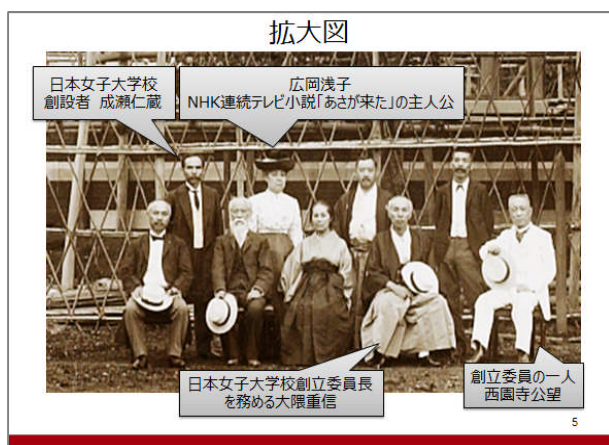 拡大図
日本女子大学校
創設者 成瀬仁蔵
広岡浅子
NHK連続テレビ小説「あさが来た」の主人公
日本女子大学校創立委員長
を務める大隈重信
創立委員の一人
西園寺公望
5